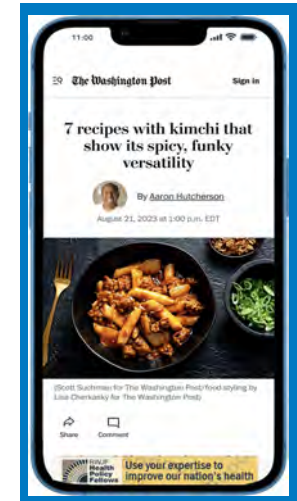 11:00
The Washington Post Sign in
7 recipes with kimchi that
show its spicy, funky
versatility
By Aaron Hutcherson
August 21, 2023 at 1:00 p.m. EDT
(Scott Suchman for The Washington Post/food styling by
Lisa Cherkasky for The Washington Post)
Share Comment
RWJF
Health
Policy
Fellows
Use your expertise to
improve our nation's health